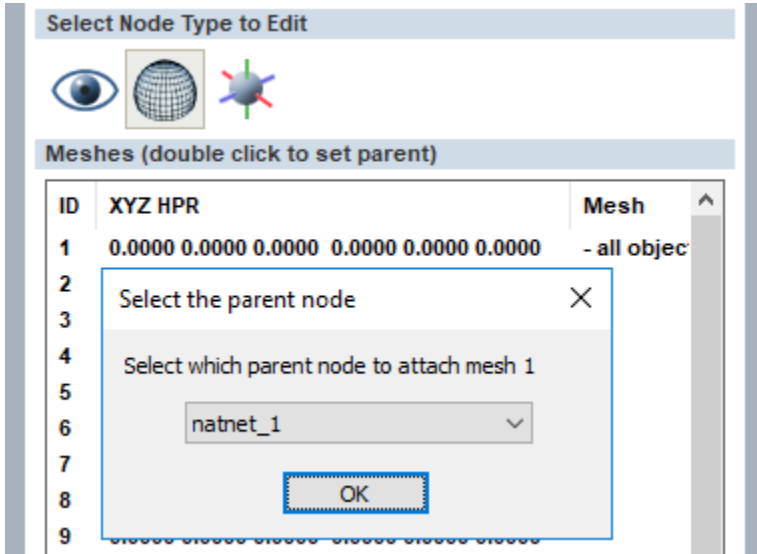 Select Node Type to Edit
Meshes (double click to set parent)
ID XYZ HPR Mesh
1 0.0000 0.0000 0.0000 0.0000 0.0000 0.0000 - all objec
2
Select the parent node
3
4
Select which parent node to attach mesh 1
5
6
natnet_1
7
8
OK
9